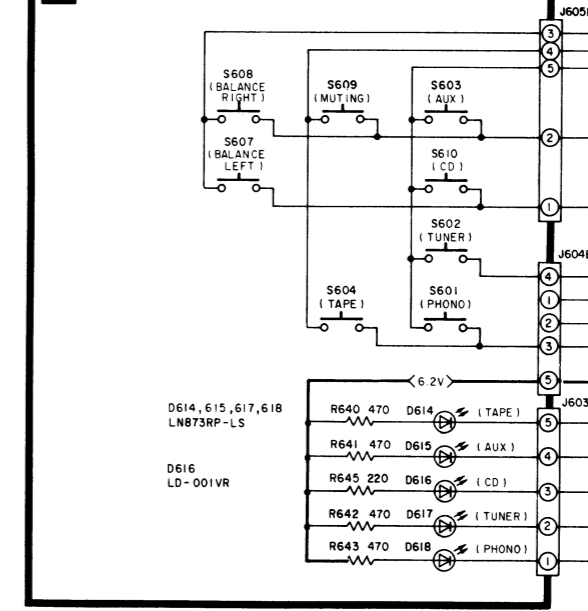 J605
3
4
5
S608
(BALANCE
RIGHT)
S609
(MUTING)
S603
(AUX)
2
S607
(BALANCE
LEFT)
S610
(CD)
1
S602
(TUNER)
J604
4
1
S604
(TAPE)
S601
(PHONO)
2
3
6.2V
5
J603
D614,615,617,618
LN873RP-LS
R640 470 D614 (TAPE) 5
R641 470 D615 (AUX) 4
D616
LD-001VR
R645 220 D616 (CD) 3
R642 470 D617 (TUNER) 2
R643 470 D618 (PHONO) 1